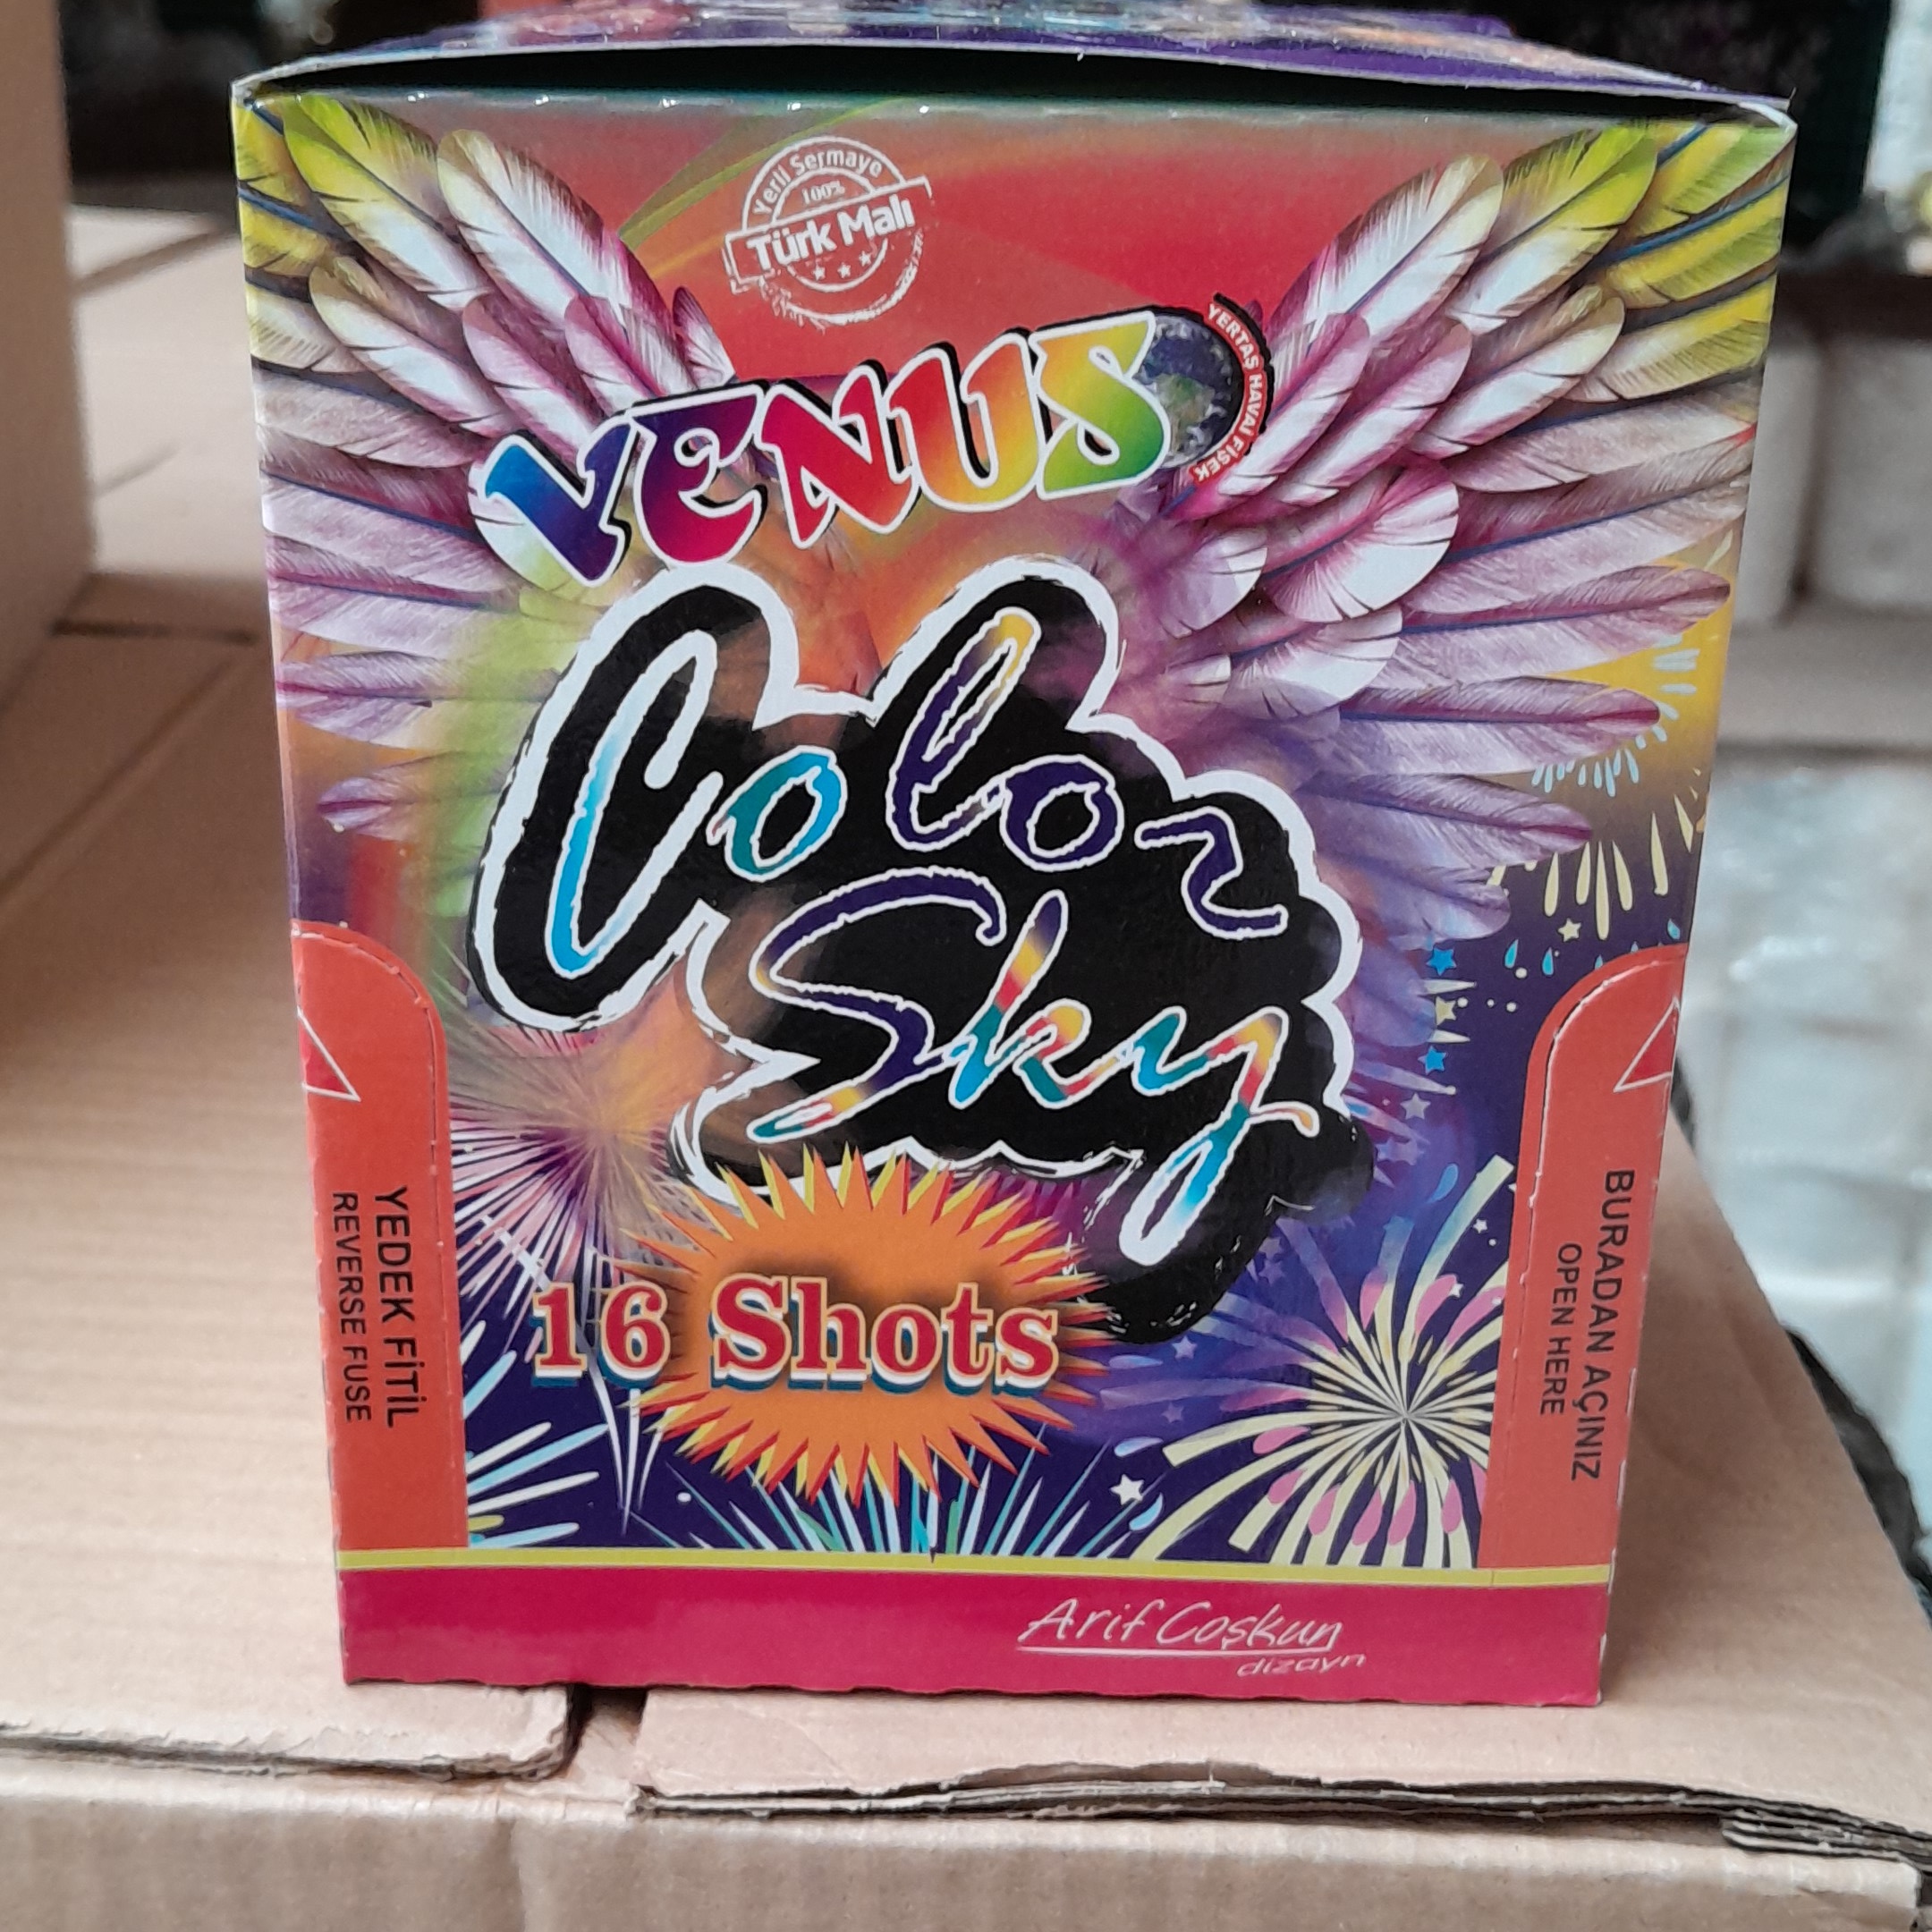 Yerli Sermaye
100%
Türk Malı
VENUS
YERTAŞ HAVAI FİŞEK
Color
Sky
16 Shots
YEDEK FİTİL
REVERSE FUSE
BURADAN AÇINIZ
OPEN HERE
Arif Coşkun
dizayn